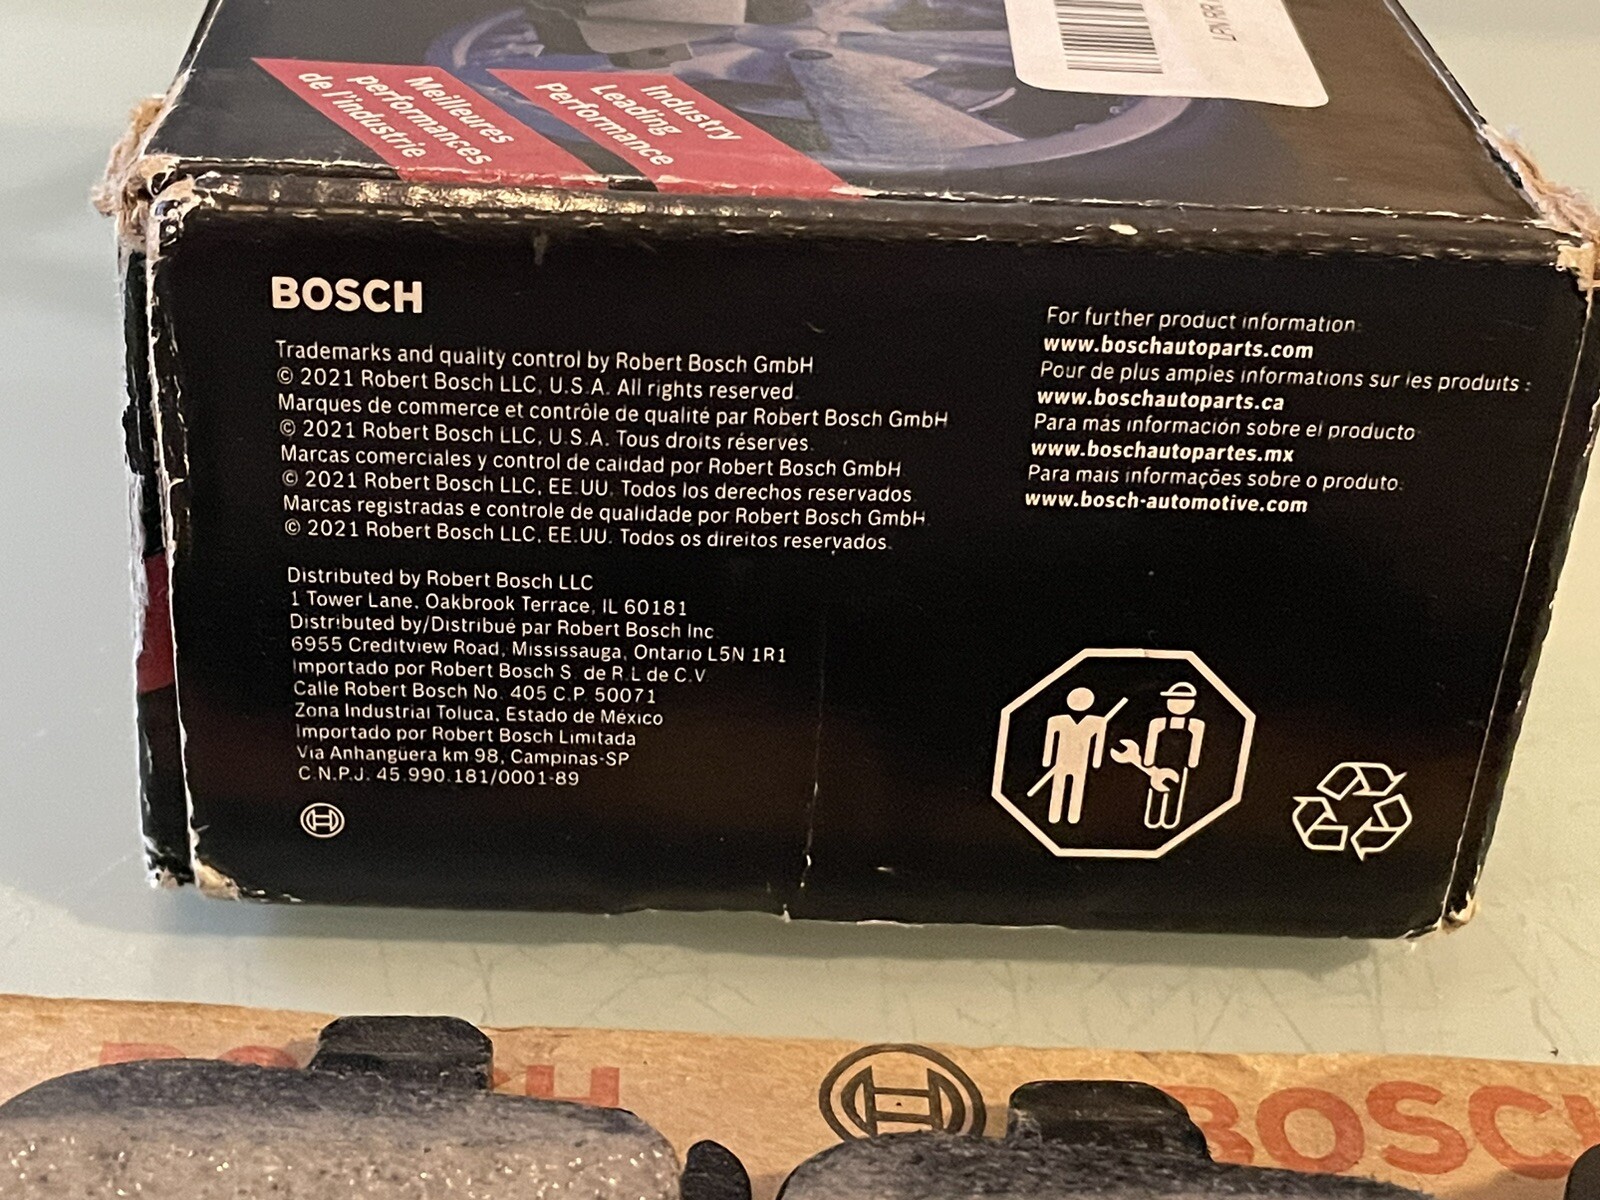 Meilleures
performances
de l'industrie
Industry
Leading
Performance
BOSCH
Trademarks and quality control by Robert Bosch GmbH
© 2021 Robert Bosch LLC, U.S.A. All rights reserved.
Marques de commerce et contrôle de qualité par Robert Bosch GmbH
© 2021 Robert Bosch LLC, U.S.A. Tous droits réservés.
Marcas comerciales y control de calidad por Robert Bosch GmbH
© 2021 Robert Bosch LLC, EE.UU. Todos los derechos reservados.
Marcas registradas e controle de qualidade por Robert Bosch GmbH
© 2021 Robert Bosch LLC, EE.UU. Todos os direitos reservados.
Distributed by Robert Bosch LLC
1 Tower Lane, Oakbrook Terrace, IL 60181
Distributed by/Distribué par Robert Bosch Inc.
6955 Creditview Road, Mississauga, Ontario L5N 1R1
Importado por Robert Bosch S. de R.L de C.V
Calle Robert Bosch No. 405 C.P. 50071
Zona Industrial Toluca, Estado de México
Importado por Robert Bosch Limitada
Via Anhangüera km 98, Campinas-SP
C.N.P.J. 45.990.181/0001-89
For further product information:
www.boschautoparts.com
Pour de plus amples informations sur les produits :
www.boschautoparts.ca
Para más información sobre el producto
www.boschautopartes.mx
Para mais informações sobre o produto:
www.bosch-automotive.com
BOSCH